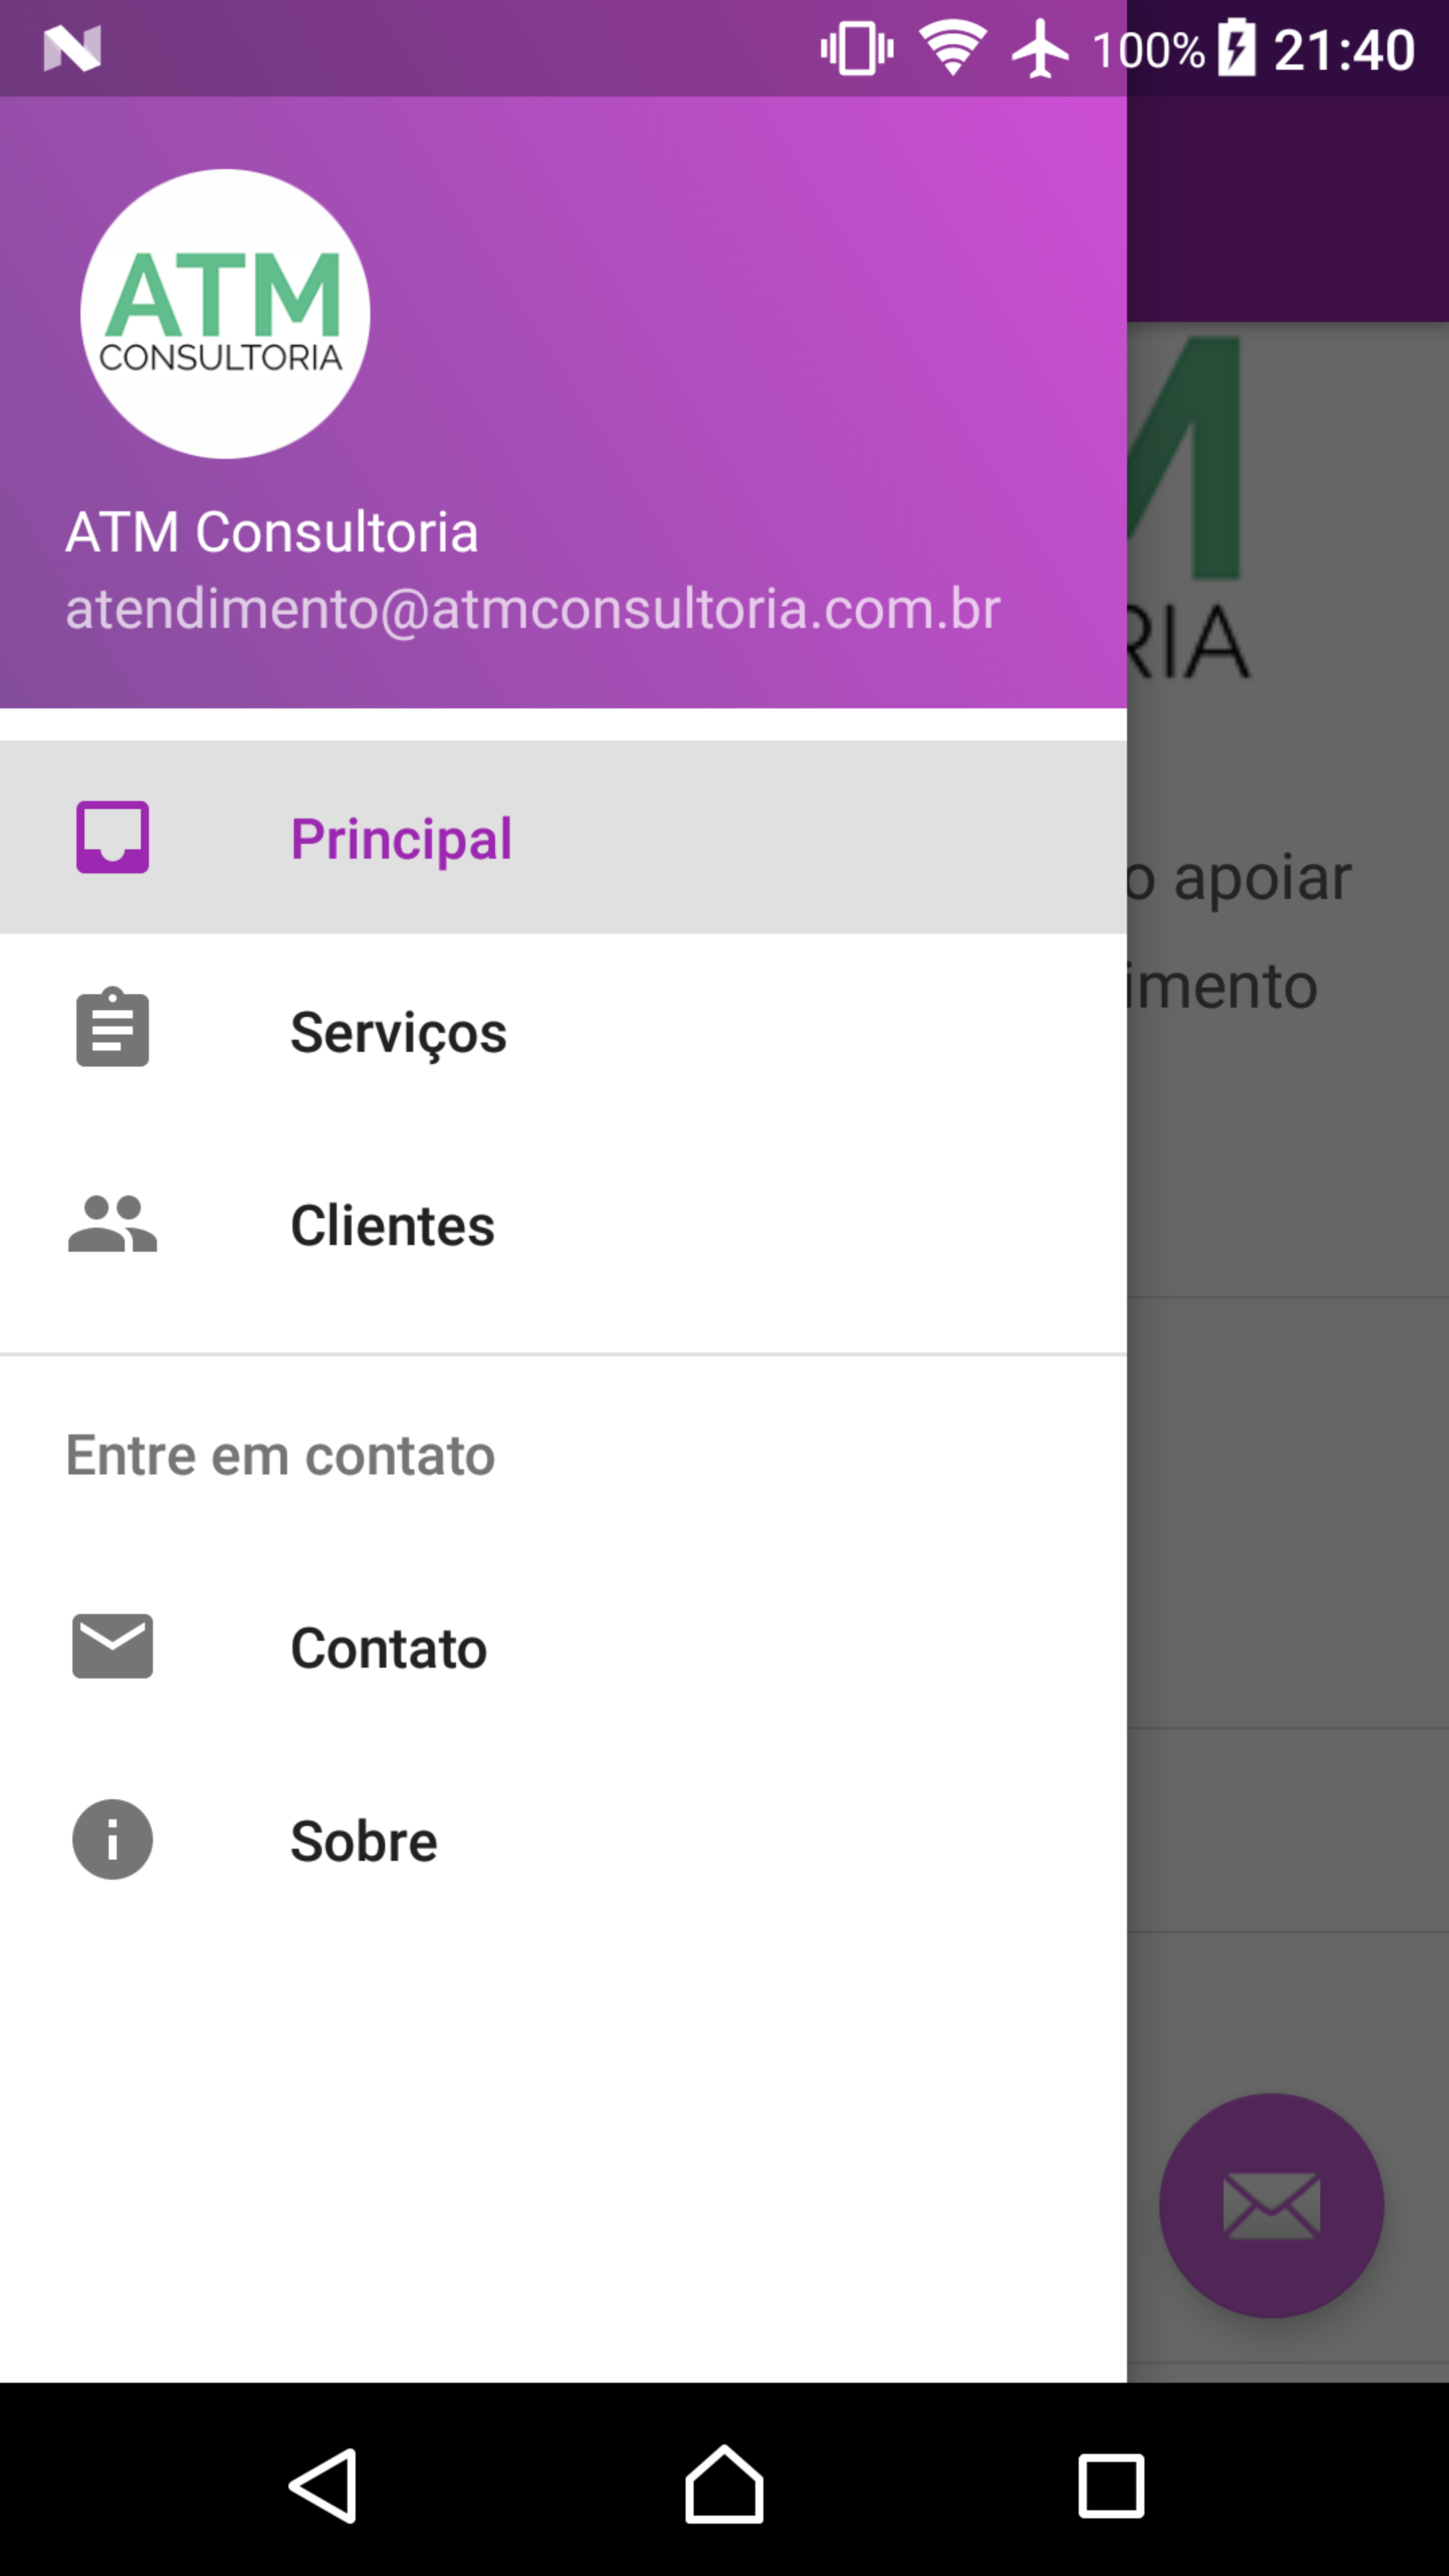 100% 21:40
ATM
CONSULTORIA
ATM Consultoria
atendimento@atmconsultoria.com.br
Principal
Serviços
Clientes
Entre em contato
Contato
Sobre
M
RIA
o apoiar
imento